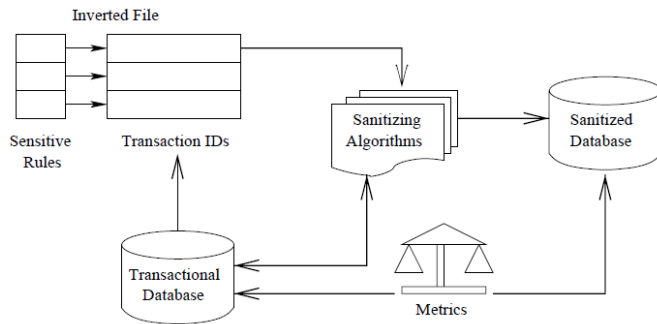 Inverted File
Sensitive
Rules
Transaction IDs
Sanitizing
Algorithms
Sanitized
Database
Transactional
Database
Metrics